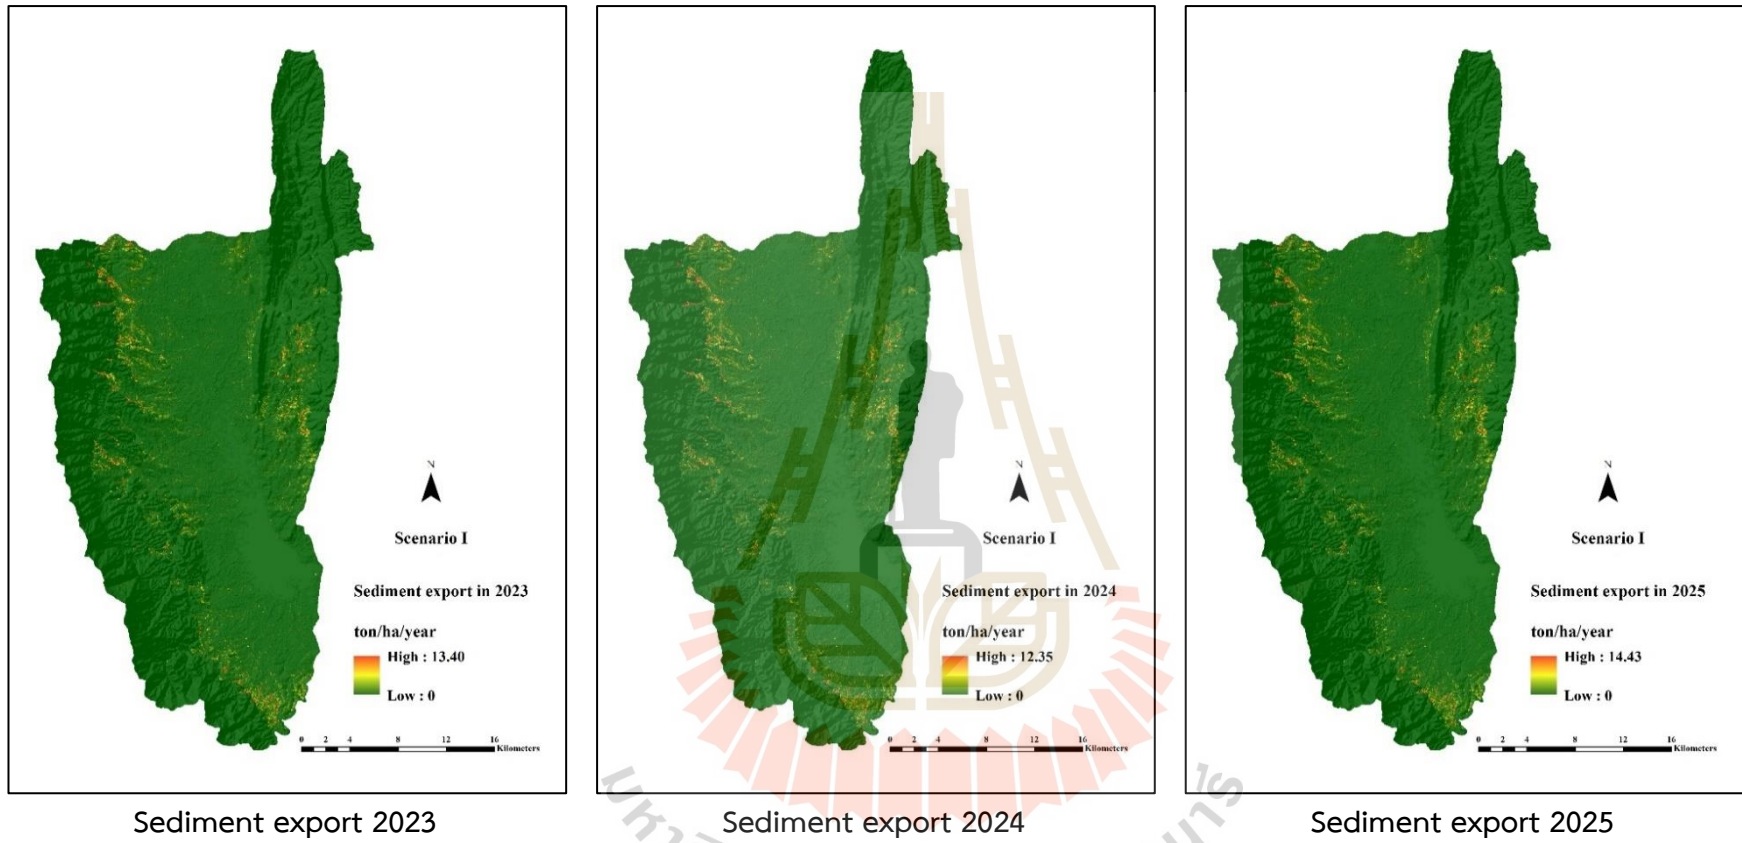 N
Scenario I
Sediment export in 2023
ton/ha/year
High : 13.40
Low : 0
0 2 4 8 12 16
Kilometers
Sediment export 2023
N
Scenario I
Sediment export in 2024
ton/ha/year
High : 12.35
Low : 0
0 2 4 8 12 16
Kilometers
Sediment export 2024
N
Scenario I
Sediment export in 2025
ton/ha/year
High : 14.43
Low : 0
0 2 4 8 12 16
Kilometers
Sediment export 2025